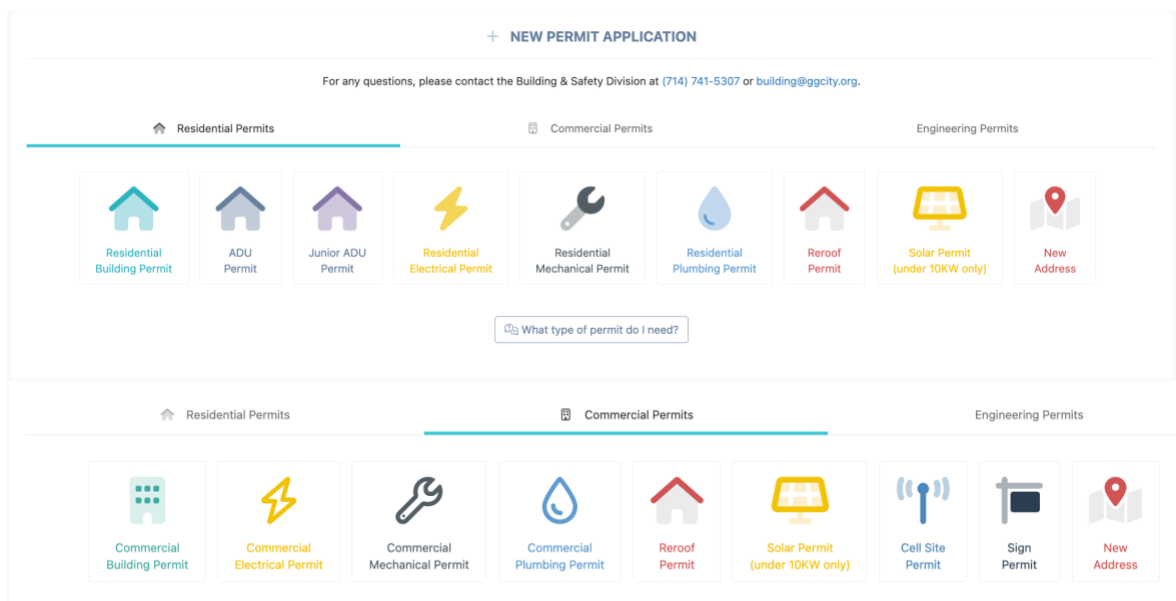 NEW PERMIT APPLICATION
For any questions, please contact the Building & Safety Division at (714) 741-5307 or building@ggcity.org.
Residential Permits
Commercial Permits
Engineering Permits
Residential
Building Permit
ADU
Permit
Junior ADU
Permit
Residential
Electrical Permit
Residential
Mechanical Permit
Residential
Plumbing Permit
Reroof
Permit
Solar Permit
(under 10KW only)
New
Address
What type of permit do I need?
Residential Permits
Commercial Permits
Engineering Permits
Commercial
Building Permit
Commercial
Electrical Permit
Commercial
Mechanical Permit
Commercial
Plumbing Permit
Reroof
Permit
Solar Permit
(under 10KW only)
Cell Site
Permit
Sign
Permit
New
Address